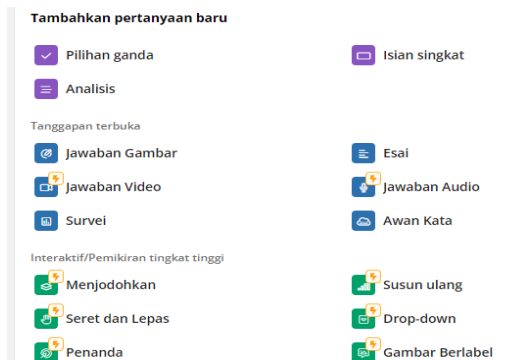 Tambahkan pertanyaan baru
Pilihan ganda
Isian singkat
Analisis
Tanggapan terbuka
Jawaban Gambar
Esai
Jawaban Video
Jawaban Audio
Survei
Awan Kata
Interaktif/Pemikiran tingkat tinggi
Menjodohkan
Susun ulang
Seret dan Lepas
Drop-down
Penanda
Gambar Berlabel